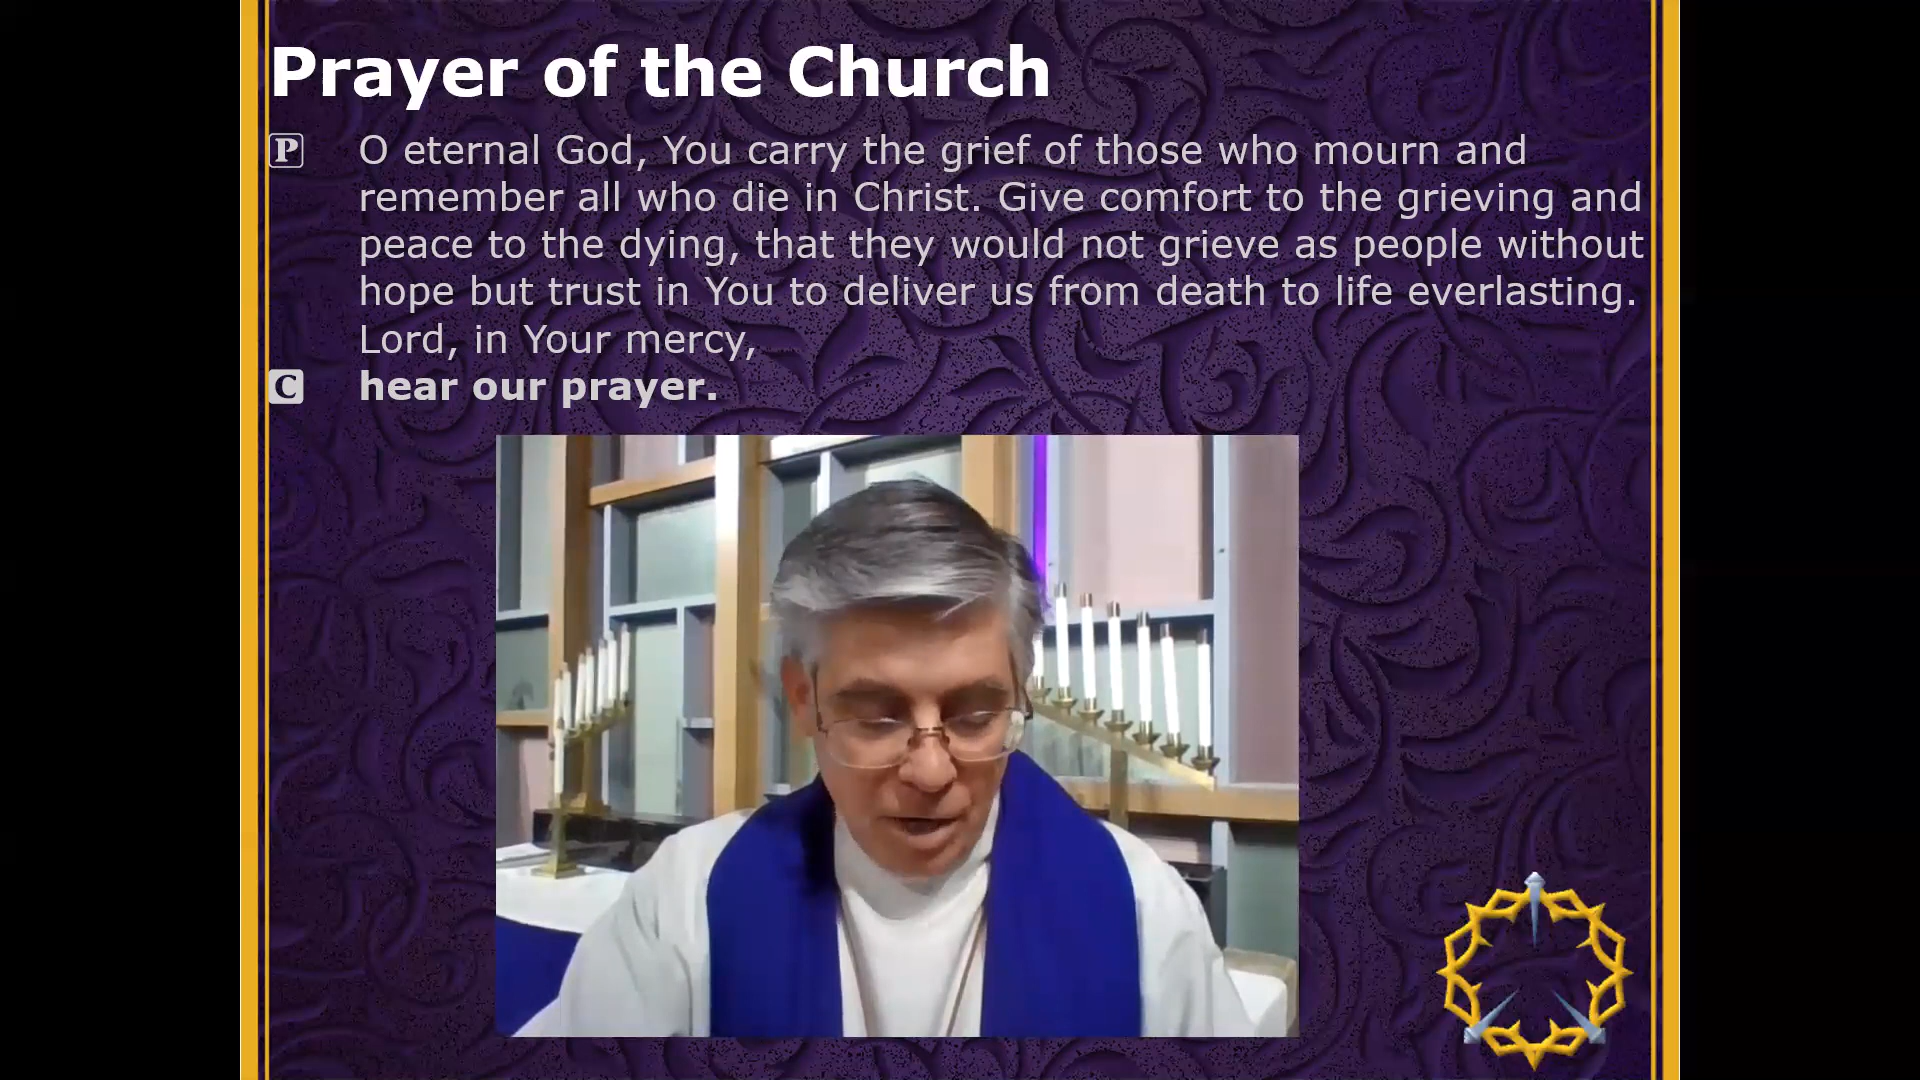 Prayer of the Church
P O eternal God, You carry the grief of those who mourn and
remember all who die in Christ. Give comfort to the grieving and
peace to the dying, that they would not grieve as people without
hope but trust in You to deliver us from death to life everlasting.
Lord, in Your mercy,
C hear our prayer.